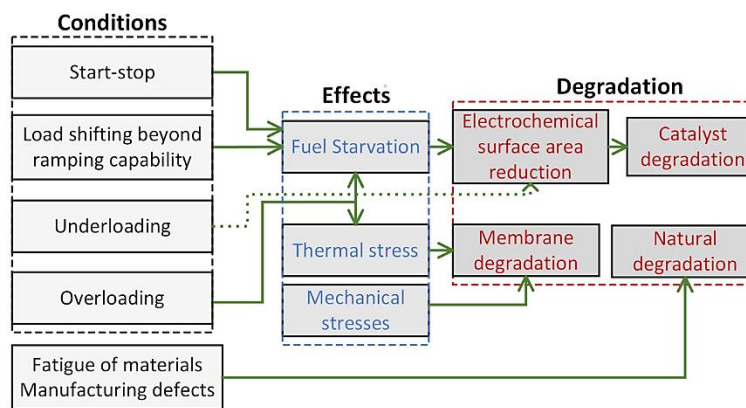 Conditions
Start-stop
Load shifting beyond
ramping capability
Underloading
Overloading
Fatigue of materials
Manufacturing defects
Effects
Fuel Starvation
Thermal stress
Mechanical
stresses
Degradation
Electrochemical
surface area
reduction
Catalyst
degradation
Membrane
degradation
Natural
degradation